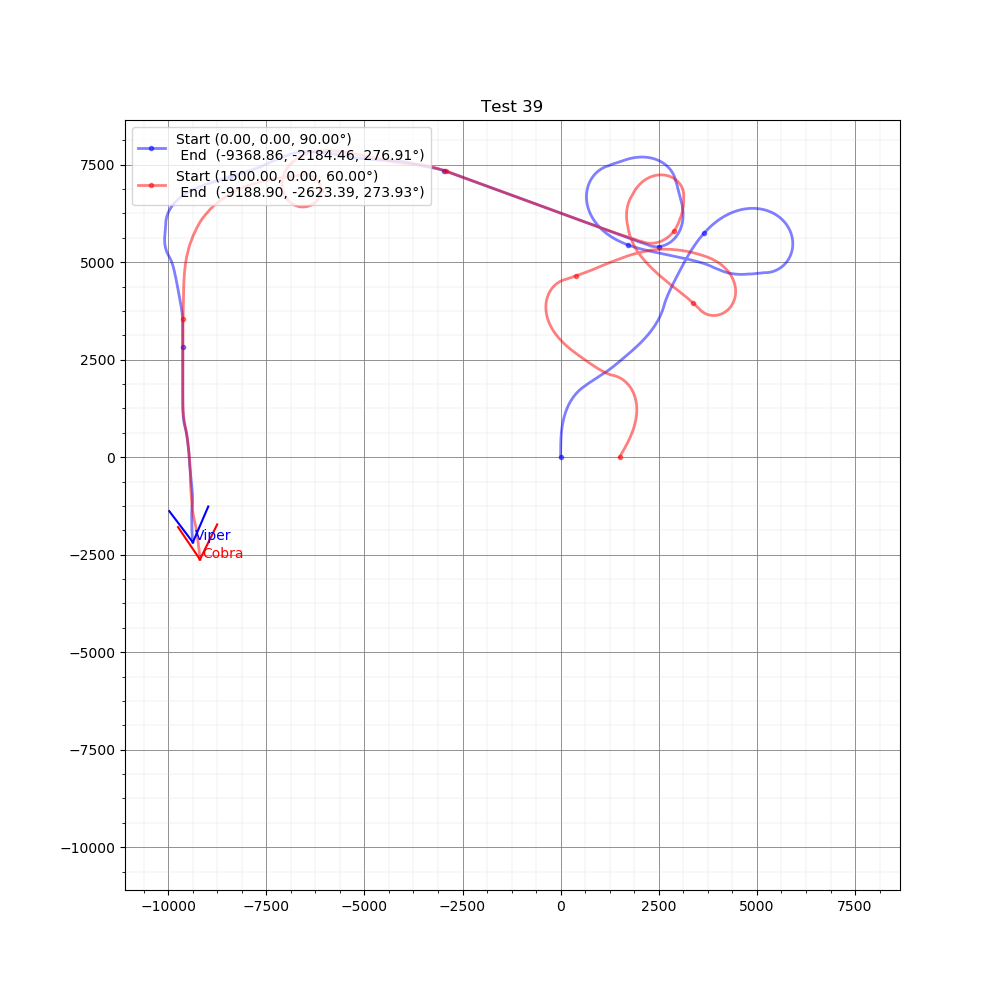 Test 39
Start (0.00, 0.00, 90.00°)
End (-9368.86, -2184.46, 276.91°)
Start (1500.00, 0.00, 60.00°)
End (-9188.90, -2623.39, 273.93°)
7500
5000
2500
0
−2500
−5000
−7500
−10000
Viper
Cobra
−10000 −7500 −5000 −2500 0 2500 5000 7500